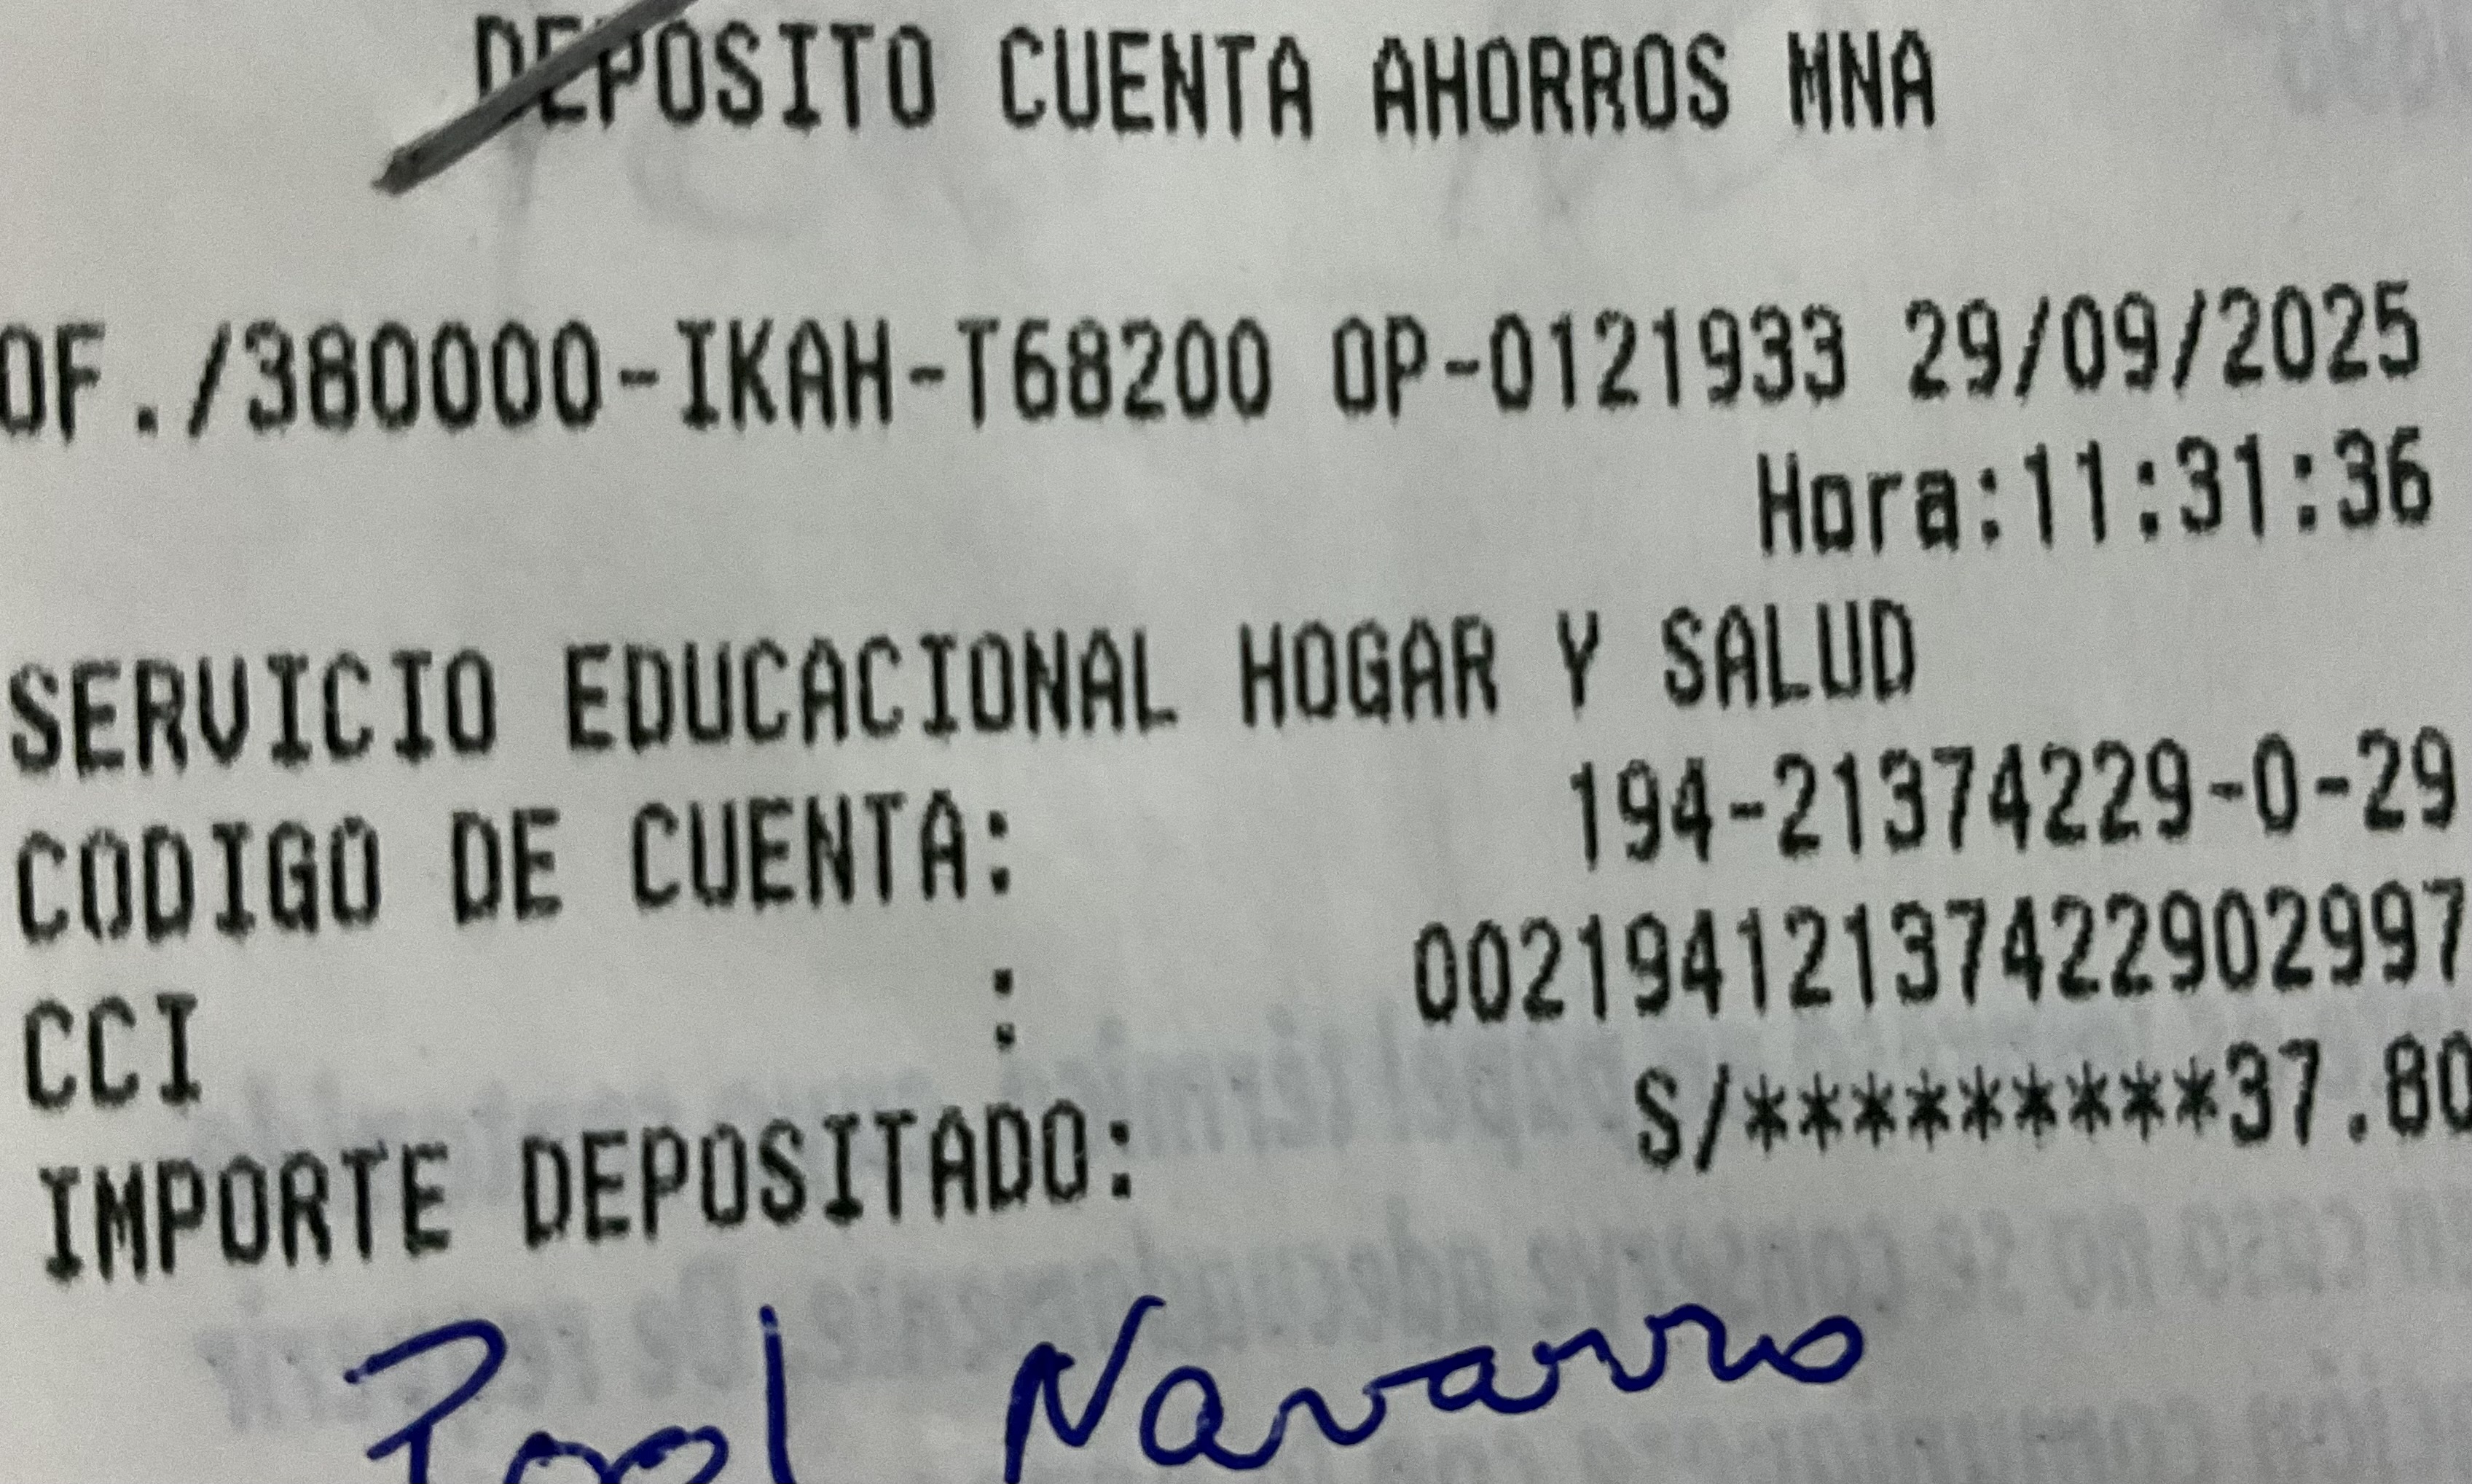 DEPOSITO CUENTA AHORROS MNA
OF./380000-IKAH-T68200 OP-0121933 29/09/2025
Hora:11:31:36
SERVICIO EDUCACIONAL HOGAR Y SALUD
CODIGO DE CUENTA: 194-21374229-0-29
CCI : 00219412137422902997
IMPORTE DEPOSITADO: S/*********37.80
Pool Navarro